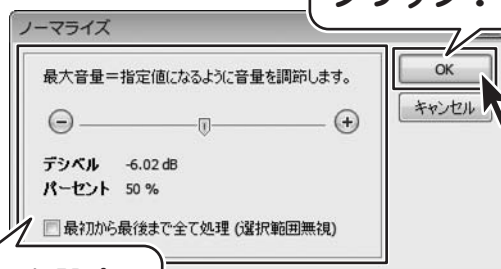 ノーマライズ
最大音量=指定値になるように音量を調節します。
デシベル -6.02 dB
パーセント 50 %
最初から最後まで全て処理 (選択範囲無視)
OK
キャンセル